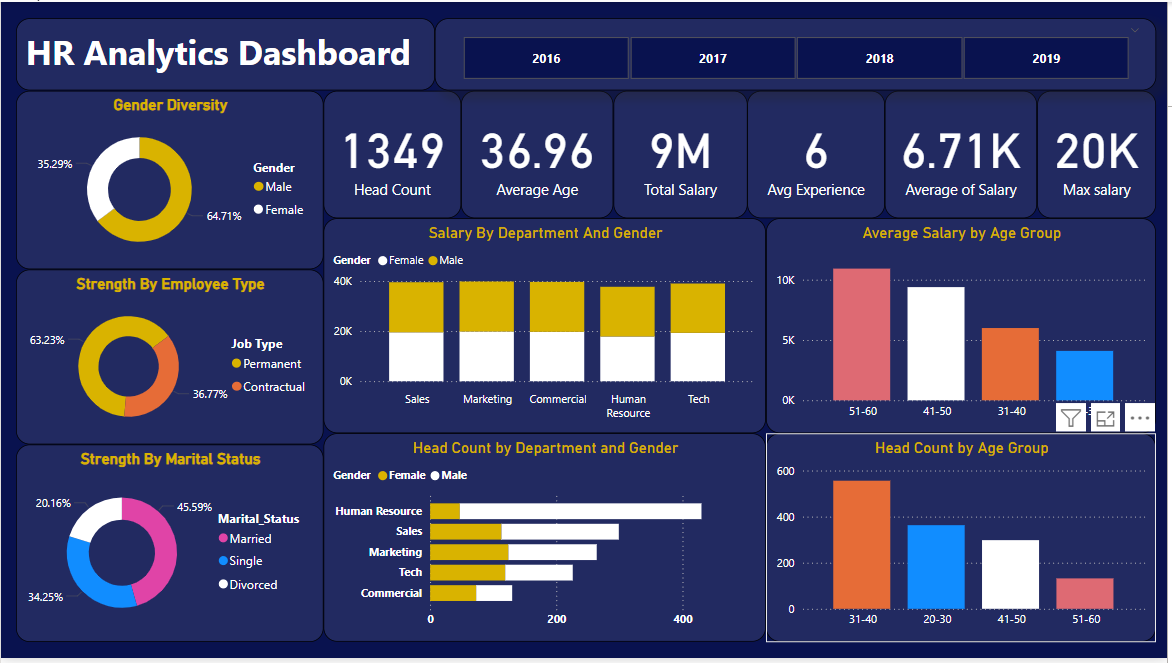 HR Analytics Dashboard
2016 2017 2018 2019
Gender Diversity
35.29%
64.71%
Gender
Male
Female
1349
Head Count
36.96
Average Age
9M
Total Salary
6
Avg Experience
6.71K
Average of Salary
20K
Max salary
Strength By Employee Type
63.23%
36.77%
Job Type
Permanent
Contractual
Strength By Marital Status
20.16%
45.59%
34.25%
Marital_Status
Married
Single
Divorced
Salary By Department And Gender
Gender Female Male
40K
20K
0K
Sales Marketing Commercial Human Resource Tech
Average Salary by Age Group
10K
5K
0K
51-60 41-50 31-40
Head Count by Department and Gender
Gender Female Male
Human Resource
Sales
Marketing
Tech
Commercial
0 200 400
Head Count by Age Group
600
400
200
0
31-40 20-30 41-50 51-60